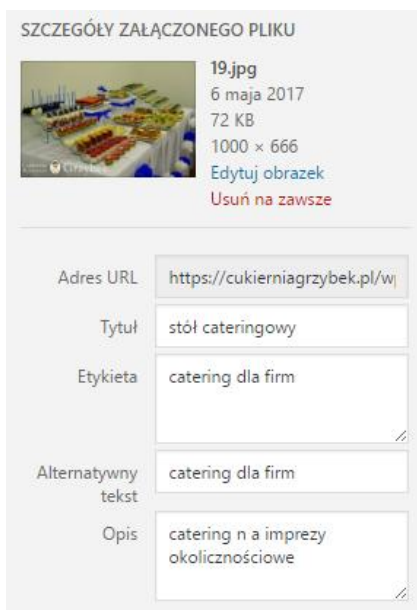 SZCZEGÓŁY ZAŁĄCZONEGO PLIKU
19.jpg
6 maja 2017
72 KB
1000 × 666
Edytuj obrazek
Usuń na zawsze
Adres URL
https://cukierniagrzybek.pl/w
Tytuł
stół cateringowy
Etykieta
catering dla firm
Alternatywny
tekst
catering dla firm
Opis
catering n a imprezy
okolicznościowe